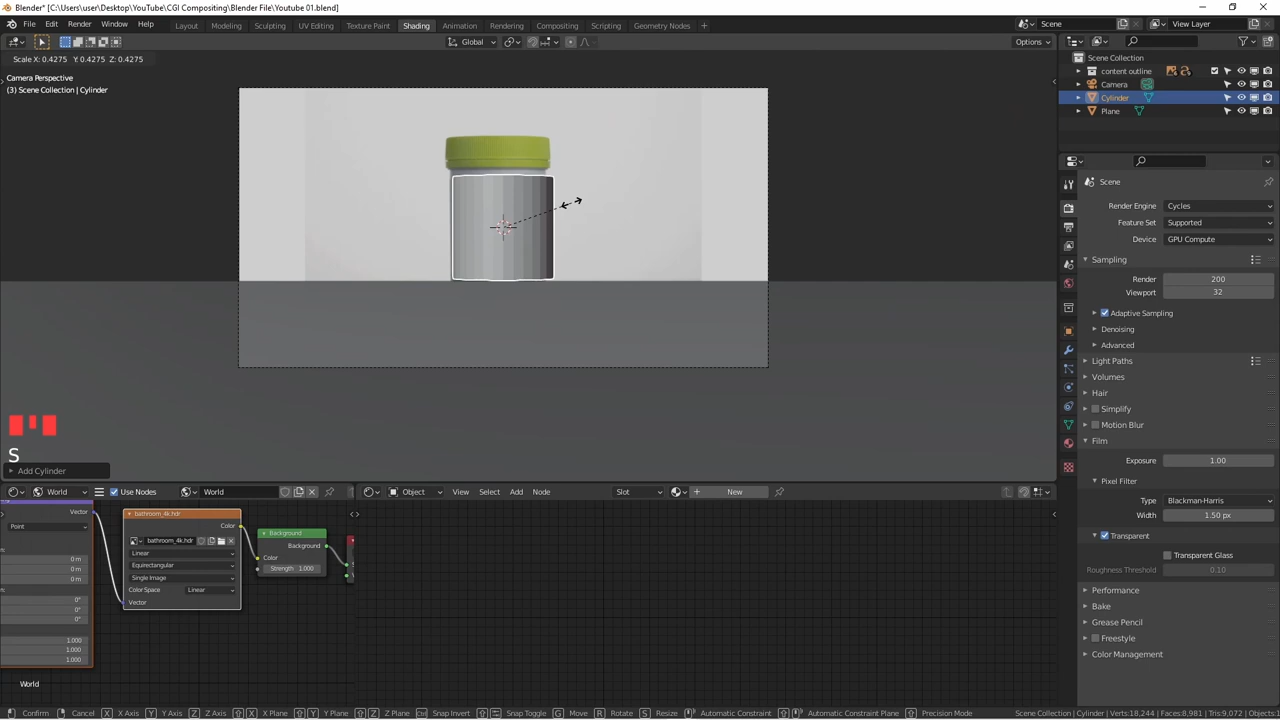 Blender* [C:\Users\user\Desktop\YouTube\CGI Compositing\Blender File\Youtube 01.blend]
File Edit Render Window Help Layout Modeling Sculpting UV Editing Texture Paint Shading Animation Rendering Compositing Scripting Geometry Nodes Scene View Layer
Global Options
Scale X: 0.4275 Y: 0.4275 Z: 0.4275
Camera Perspective
(3) Scene Collection | Cylinder
Scene Collection
content outline
Camera
Cylinder
Plane
Scene
Render Engine Cycles
Feature Set Supported
Device GPU Compute
Sampling
Render 200
Viewport 32
Adaptive Sampling
Denoising
Advanced
Light Paths
Volumes
Hair
Simplify
Motion Blur
Film
Exposure 1.00
Pixel Filter
Type Blackman-Harris
Width 1.50 px
Transparent
Transparent Glass
Roughness Threshold 0.10
Performance
Bake
Grease Pencil
Freestyle
Color Management
S
Add Cylinder
World Use Nodes World
Object View Select Add Node Slot New
Vector
Point
0 m
0 m
0 m
0°
0°
0°
1.000
1.000
1.000
bathroom_4k.hdr
Color
bathroom_4k.hdr
Linear
Equirectangular
Single Image
Color Space Linear
Vector
Background
Background
Color
Strength 1.000
World
Confirm Cancel X X Axis Y Y Axis Z Z Axis X X Plane Y Y Plane Z Z Plane Snap Invert Snap Toggle G Move R Rotate S Resize Automatic Constraint Automatic Constraint Plane Precision Mode
Scene Collection | Cylinder | Verts:18,244 | Faces:8,981 | Tris:9,072 | Objects:1